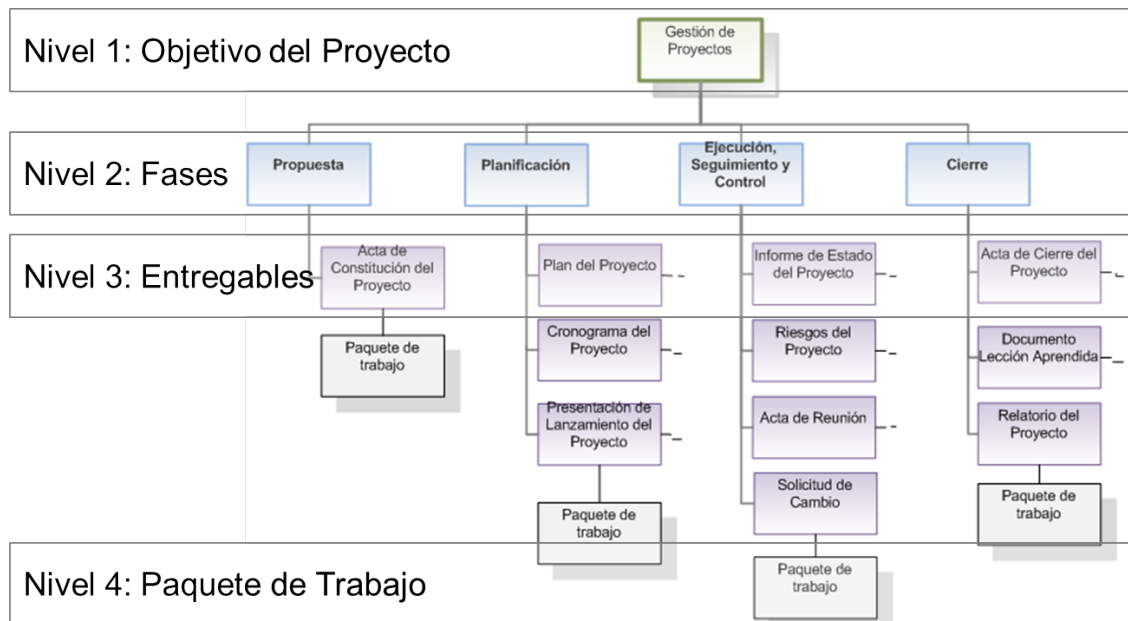 Nivel 1: Objetivo del Proyecto
Gestión de
Proyectos
Nivel 2: Fases
Propuesta
Planificación
Ejecución,
Seguimiento y
Control
Cierre
Nivel 3: Entregables
Acta de
Constitución del
Proyecto
Plan del Proyecto
Informe de Estado
del Proyecto
Acta de Cierre del
Proyecto
Paquete de
trabajo
Cronograma del
Proyecto
Riesgos del
Proyecto
Documento
Lección Aprendida
Presentación de
Lanzamiento del
Proyecto
Acta de Reunión
Relatorio del
Proyecto
Paquete de
trabajo
Solicitud de
Cambio
Paquete de
trabajo
Nivel 4: Paquete de Trabajo
Paquete de
trabajo